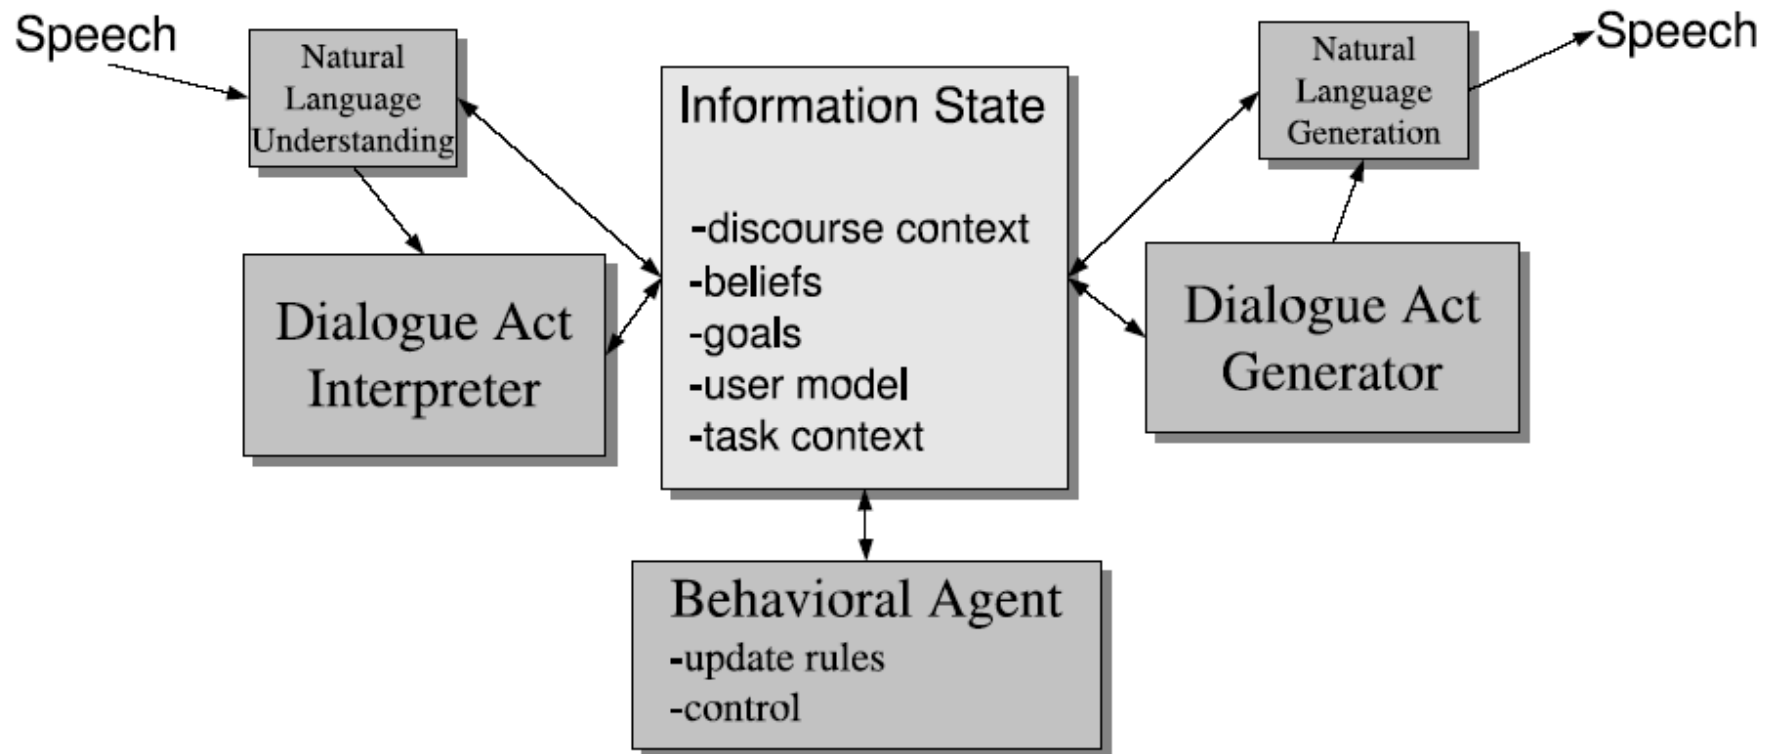 Speech
Natural
Language
Understanding
Dialogue Act
Interpreter
Information State
-discourse context
-beliefs
-goals
-user model
-task context
Behavioral Agent
-update rules
-control
Natural
Language
Generation
Speech
Dialogue Act
Generator